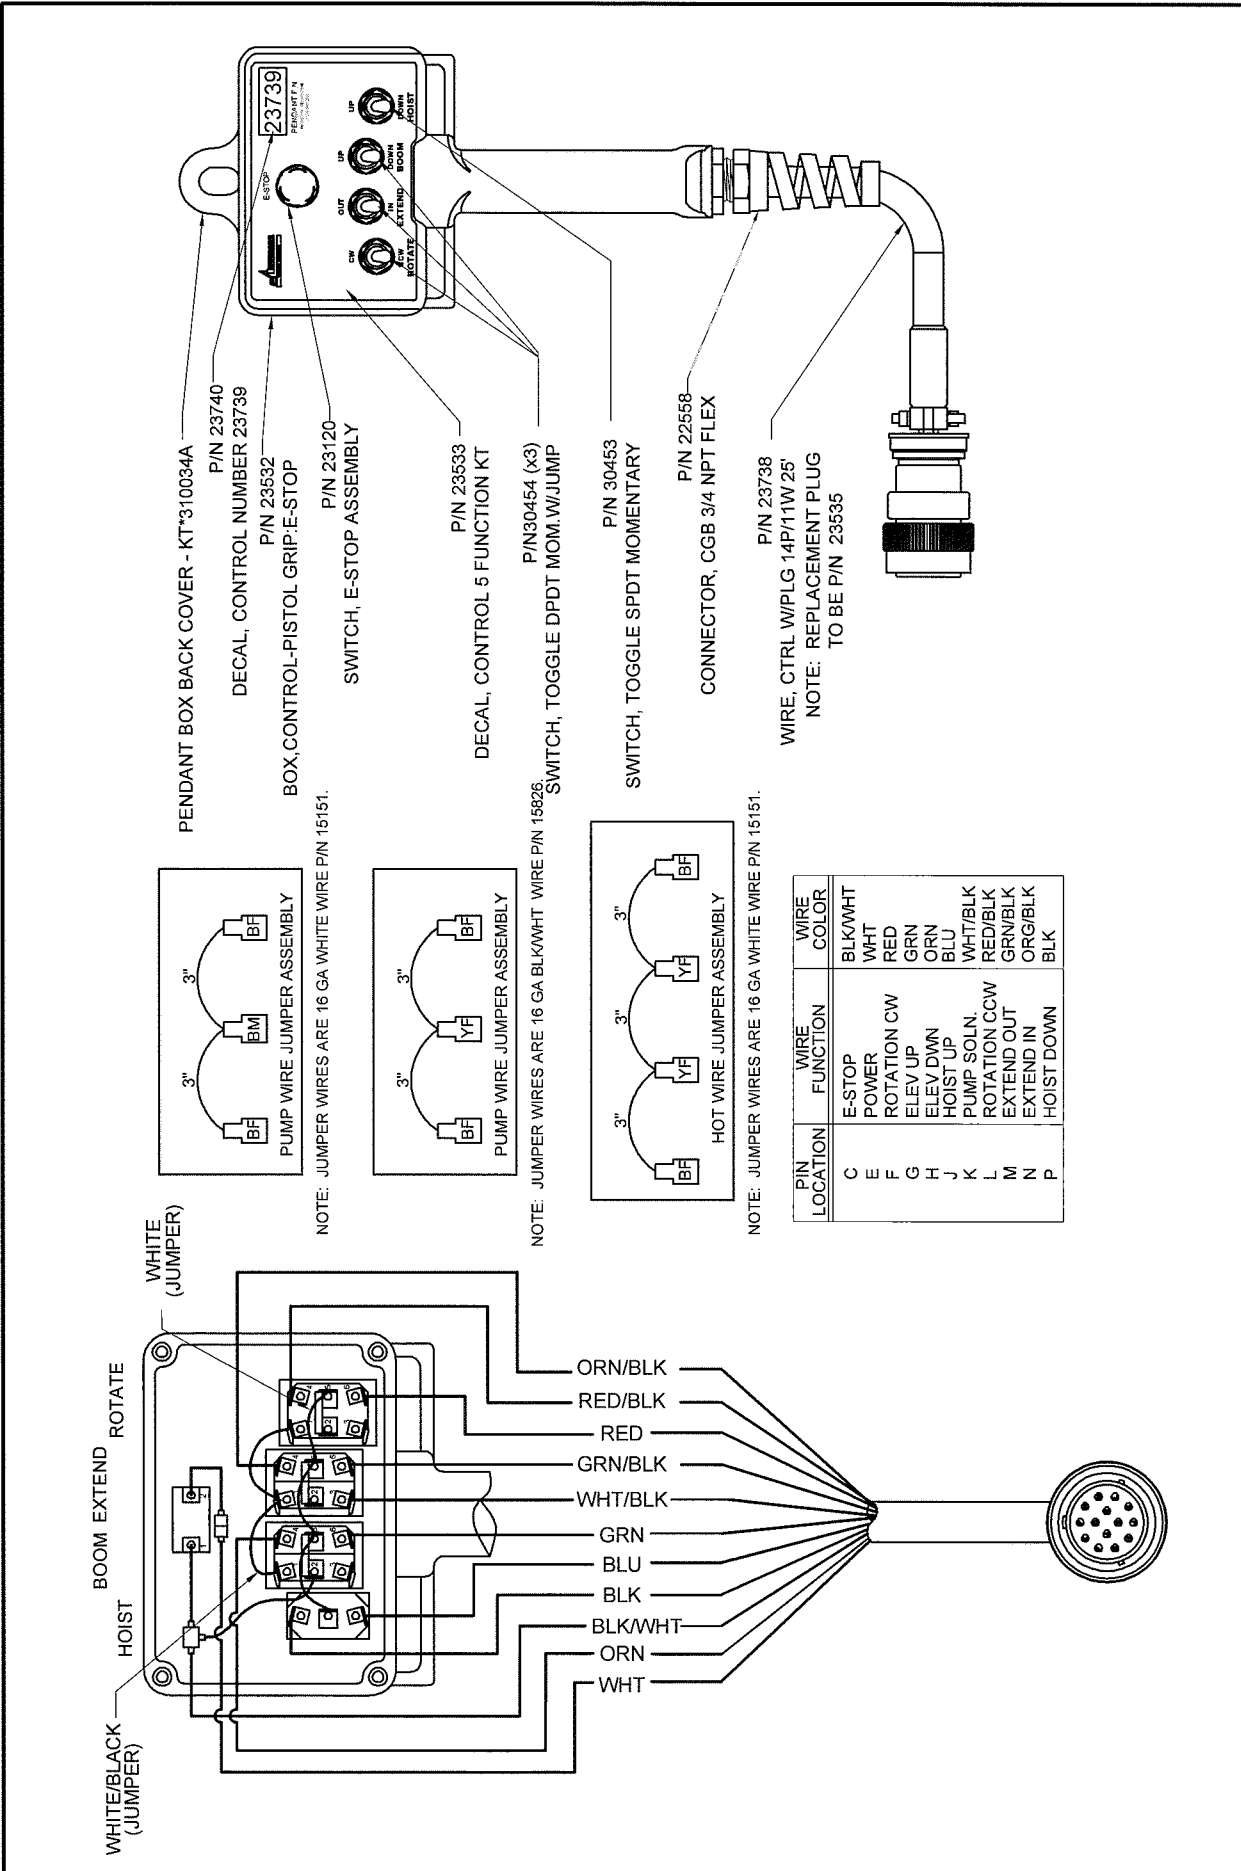 WHITE/BLACK
(JUMPER)
HOIST
BOOM EXTEND
ROTATE
WHITE
(JUMPER)
ORN/BLK
RED/BLK
RED
GRN/BLK
WHT/BLK
GRN
BLU
BLK
BLK/WHT
ORN
WHT
3"
3"
BF
BM
BF
PUMP WIRE JUMPER ASSEMBLY
NOTE: JUMPER WIRES ARE 16 GA WHITE WIRE P/N 15151.
3"
3"
BF
YF
BF
PUMP WIRE JUMPER ASSEMBLY
NOTE: JUMPER WIRES ARE 16 GA BLK/WHT WIRE P/N 15826.
3"
3"
3"
BF
YF
YF
BF
HOT WIRE JUMPER ASSEMBLY
NOTE: JUMPER WIRES ARE 16 GA WHITE WIRE P/N 15151.
PIN LOCATION WIRE FUNCTION WIRE COLOR
C E-STOP BLK/WHT
E POWER WHT
F ROTATION CW RED
G ELEV UP GRN
H ELEV DWN ORN
J HOIST UP BLU
K PUMP SOLN. WHT/BLK
L ROTATION CCW RED/BLK
M EXTEND OUT GRN/BLK
N EXTEND IN ORG/BLK
P HOIST DOWN BLK
PENDANT BOX BACK COVER - KT*310034A
P/N 23740
DECAL, CONTROL NUMBER 23739
P/N 23532
BOX,CONTROL-PISTOL GRIP:E-STOP
P/N 23120
SWITCH, E-STOP ASSEMBLY
P/N 23533
DECAL, CONTROL 5 FUNCTION KT
P/N30454 (x3)
SWITCH, TOGGLE DPDT MOM.W/JUMP
P/N 30453
SWITCH, TOGGLE SPDT MOMENTARY
P/N 22558
CONNECTOR, CGB 3/4 NPT FLEX
P/N 23738
WIRE, CTRL W/PLG 14P/11W 25'
NOTE: REPLACEMENT PLUG
TO BE P/N 23535
E-STOP
23739
PENDANT P/N
CW
OUT
UP
UP
CCW
IN
DOWN
DOWN
ROTATE
EXTEND
BOOM
HOIST